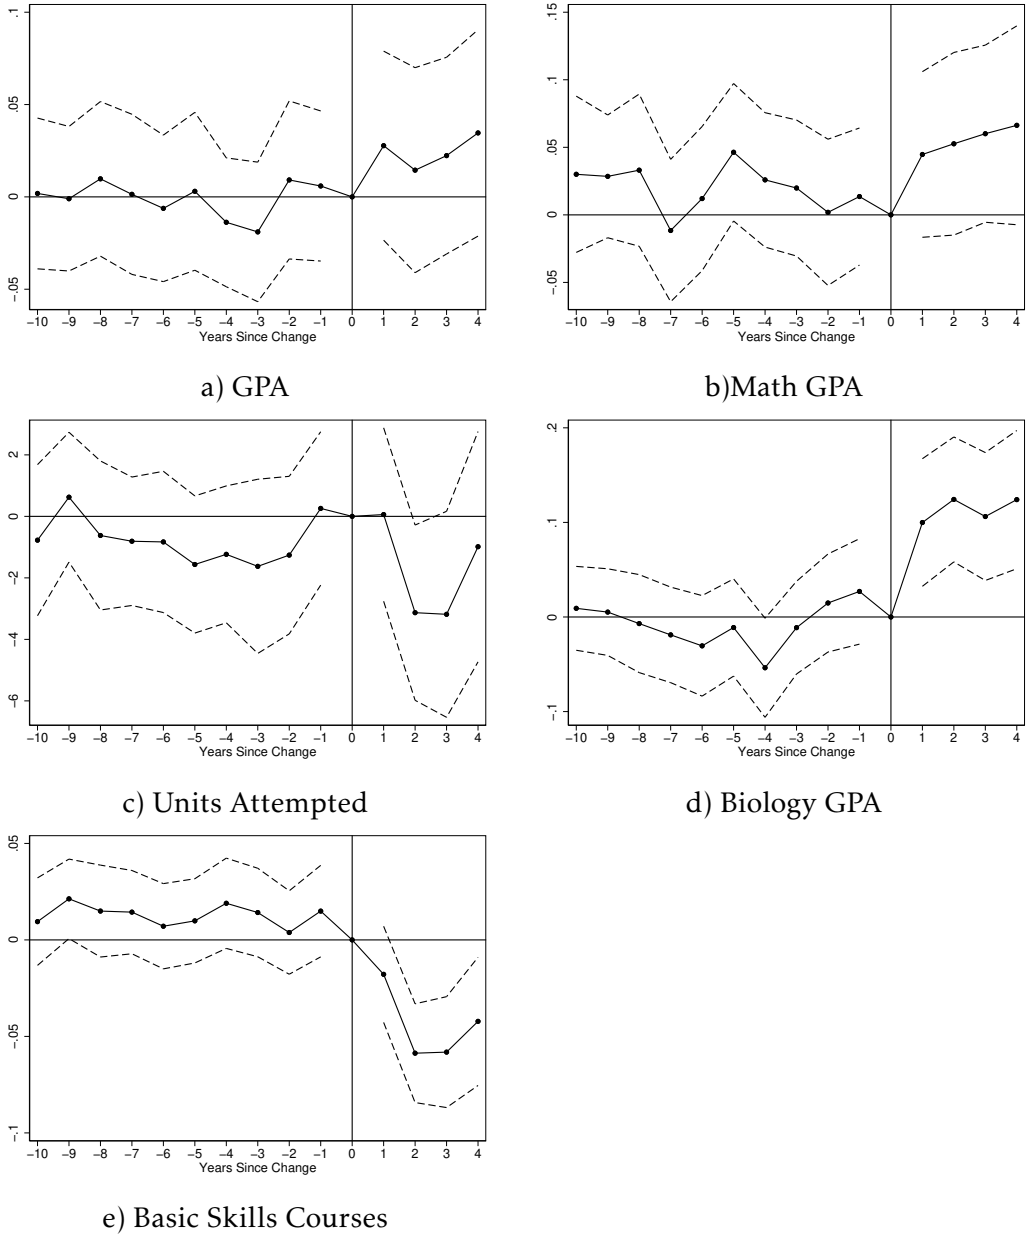 .1
.05
0
-.05
-10 -9 -8 -7 -6 -5 -4 -3 -2 -1 0 1 2 3 4
Years Since Change
a) GPA
.15
.1
.05
0
-.05
-10 -9 -8 -7 -6 -5 -4 -3 -2 -1 0 1 2 3 4
Years Since Change
b)Math GPA
2
0
-2
-4
-6
-10 -9 -8 -7 -6 -5 -4 -3 -2 -1 0 1 2 3 4
Years Since Change
c) Units Attempted
.2
.1
0
-.1
-10 -9 -8 -7 -6 -5 -4 -3 -2 -1 0 1 2 3 4
Years Since Change
d) Biology GPA
.05
0
-.05
-.1
-10 -9 -8 -7 -6 -5 -4 -3 -2 -1 0 1 2 3 4
Years Since Change
e) Basic Skills Courses